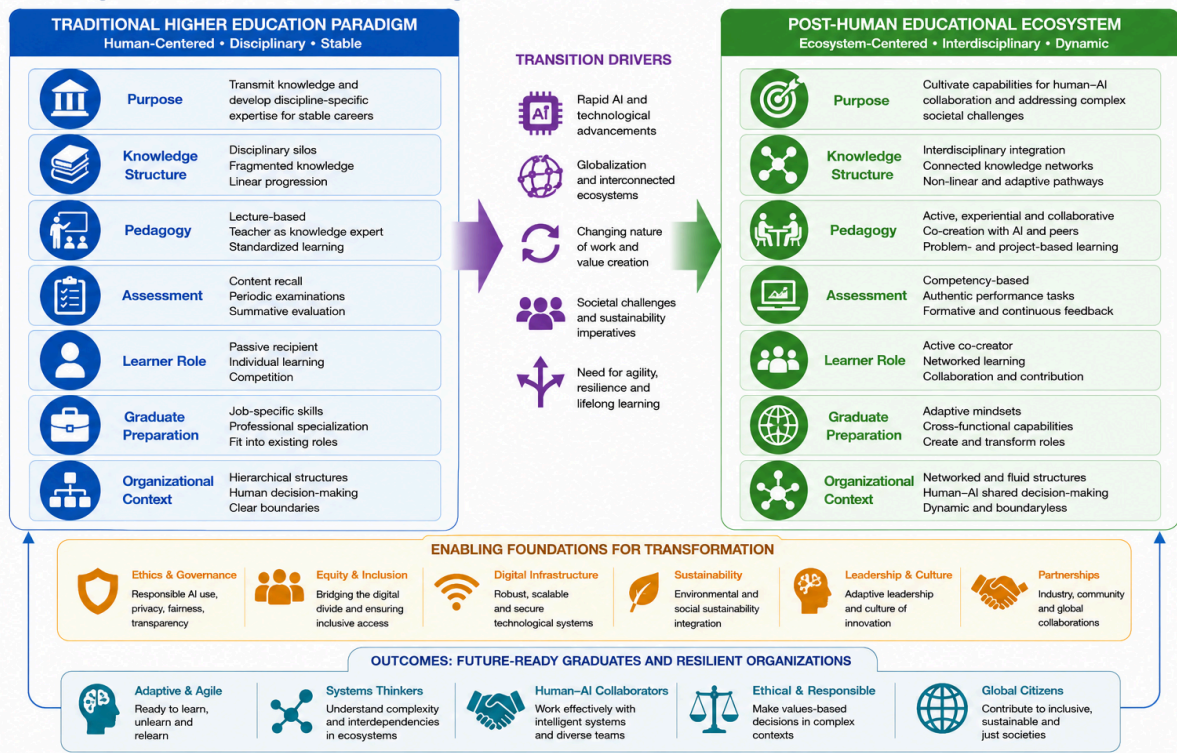 TRADITIONAL HIGHER EDUCATION PARADIGM
Human-Centered • Disciplinary • Stable
Purpose
Transmit knowledge and
develop discipline-specific
expertise for stable careers
Knowledge
Structure
Disciplinary silos
Fragmented knowledge
Linear progression
Pedagogy
Lecture-based
Teacher as knowledge expert
Standardized learning
Assessment
Content recall
Periodic examinations
Summative evaluation
Learner Role
Passive recipient
Individual learning
Competition
Graduate
Preparation
Job-specific skills
Professional specialization
Fit into existing roles
Organizational
Context
Hierarchical structures
Human decision-making
Clear boundaries
TRANSITION DRIVERS
AI
Rapid AI and
technological
advancements
Globalization
and interconnected
ecosystems
Changing nature
of work and
value creation
Societal challenges
and sustainability
imperatives
Need for agility,
resilience and
lifelong learning
POST-HUMAN EDUCATIONAL ECOSYSTEM
Ecosystem-Centered • Interdisciplinary • Dynamic
Purpose
Cultivate capabilities for human–AI
collaboration and addressing complex
societal challenges
Knowledge
Structure
Interdisciplinary integration
Connected knowledge networks
Non-linear and adaptive pathways
Pedagogy
Active, experiential and collaborative
Co-creation with AI and peers
Problem- and project-based learning
Assessment
Competency-based
Authentic performance tasks
Formative and continuous feedback
Learner Role
Active co-creator
Networked learning
Collaboration and contribution
Graduate
Preparation
Adaptive mindsets
Cross-functional capabilities
Create and transform roles
Organizational
Context
Networked and fluid structures
Human–AI shared decision-making
Dynamic and boundaryless
ENABLING FOUNDATIONS FOR TRANSFORMATION
Ethics & Governance
Responsible AI use,
privacy, fairness,
transparency
Equity & Inclusion
Bridging the digital
divide and ensuring
inclusive access
Digital Infrastructure
Robust, scalable
and secure
technological systems
Sustainability
Environmental and
social sustainability
integration
Leadership & Culture
Adaptive leadership
and culture of
innovation
Partnerships
Industry, community
and global
collaborations
OUTCOMES: FUTURE-READY GRADUATES AND RESILIENT ORGANIZATIONS
Adaptive & Agile
Ready to learn,
unlearn and
relearn
Systems Thinkers
Understand complexity
and interdependencies
in ecosystems
Human–AI Collaborators
Work effectively with
intelligent systems
and diverse teams
Ethical & Responsible
Make values-based
decisions in complex
contexts
Global Citizens
Contribute to inclusive,
sustainable and
just societies